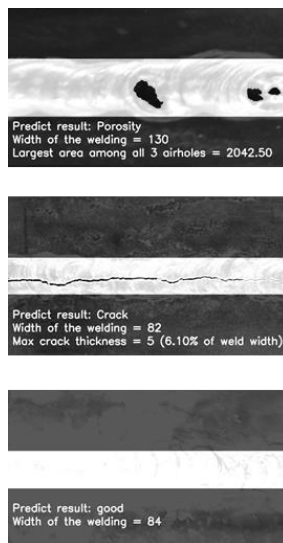 Predict result: Porosity
Width of the welding = 130
Largest area among all 3 airholes = 2042.50
Predict result: Crack
Width of the welding = 82
Max crack thickness = 5 (6.10% of weld width)
Predict result: good
Width of the welding = 84